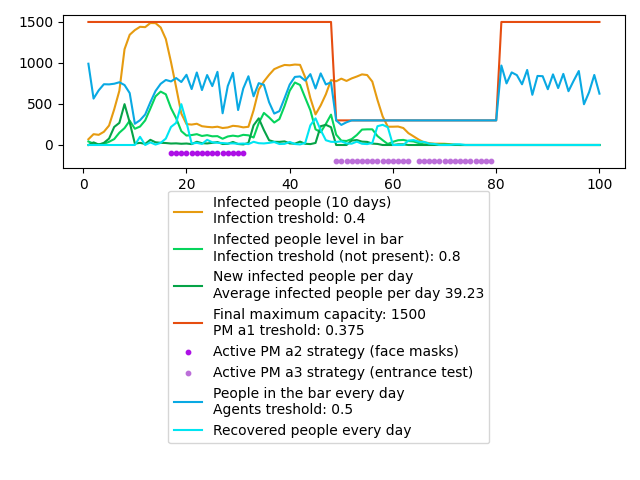 1500
1000
500
0
0
20
40
60
80
100
Infected people (10 days)
Infection treshold: 0.4
Infected people level in bar
Infection treshold (not present): 0.8
New infected people per day
Average infected people per day 39.23
Final maximum capacity: 1500
PM a1 treshold: 0.375
Active PM a2 strategy (face masks)
Active PM a3 strategy (entrance test)
People in the bar every day
Agents treshold: 0.5
Recovered people every day